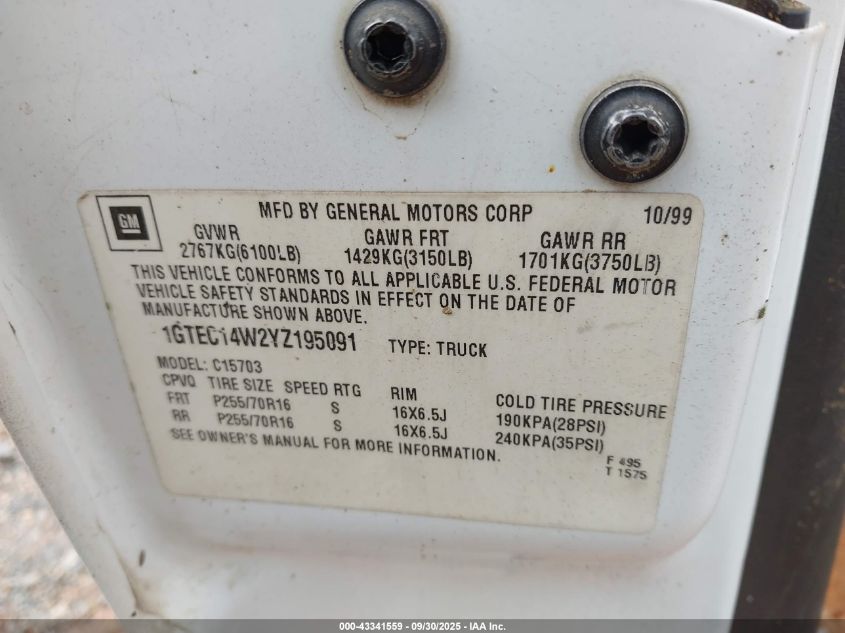 GM
MFD BY GENERAL MOTORS CORP 10/99
GVWR GAWR FRT GAWR RR
2767KG(6100LB) 1429KG(3150LB) 1701KG(3750LB)
THIS VEHICLE CONFORMS TO ALL APPLICABLE U.S. FEDERAL MOTOR
VEHICLE SAFETY STANDARDS IN EFFECT ON THE DATE OF
MANUFACTURE SHOWN ABOVE.
1GTEC14W2YZ195091 TYPE: TRUCK
MODEL: C15703
CPVQ TIRE SIZE SPEED RTG RIM COLD TIRE PRESSURE
FRT P255/70R16 S 16X6.5J 190KPA(28PSI)
RR P255/70R16 S 16X6.5J 240KPA(35PSI)
SEE OWNER'S MANUAL FOR MORE INFORMATION.
F 495
T 1575
000-43341559 — 09/30/2025 — IAA Inc.